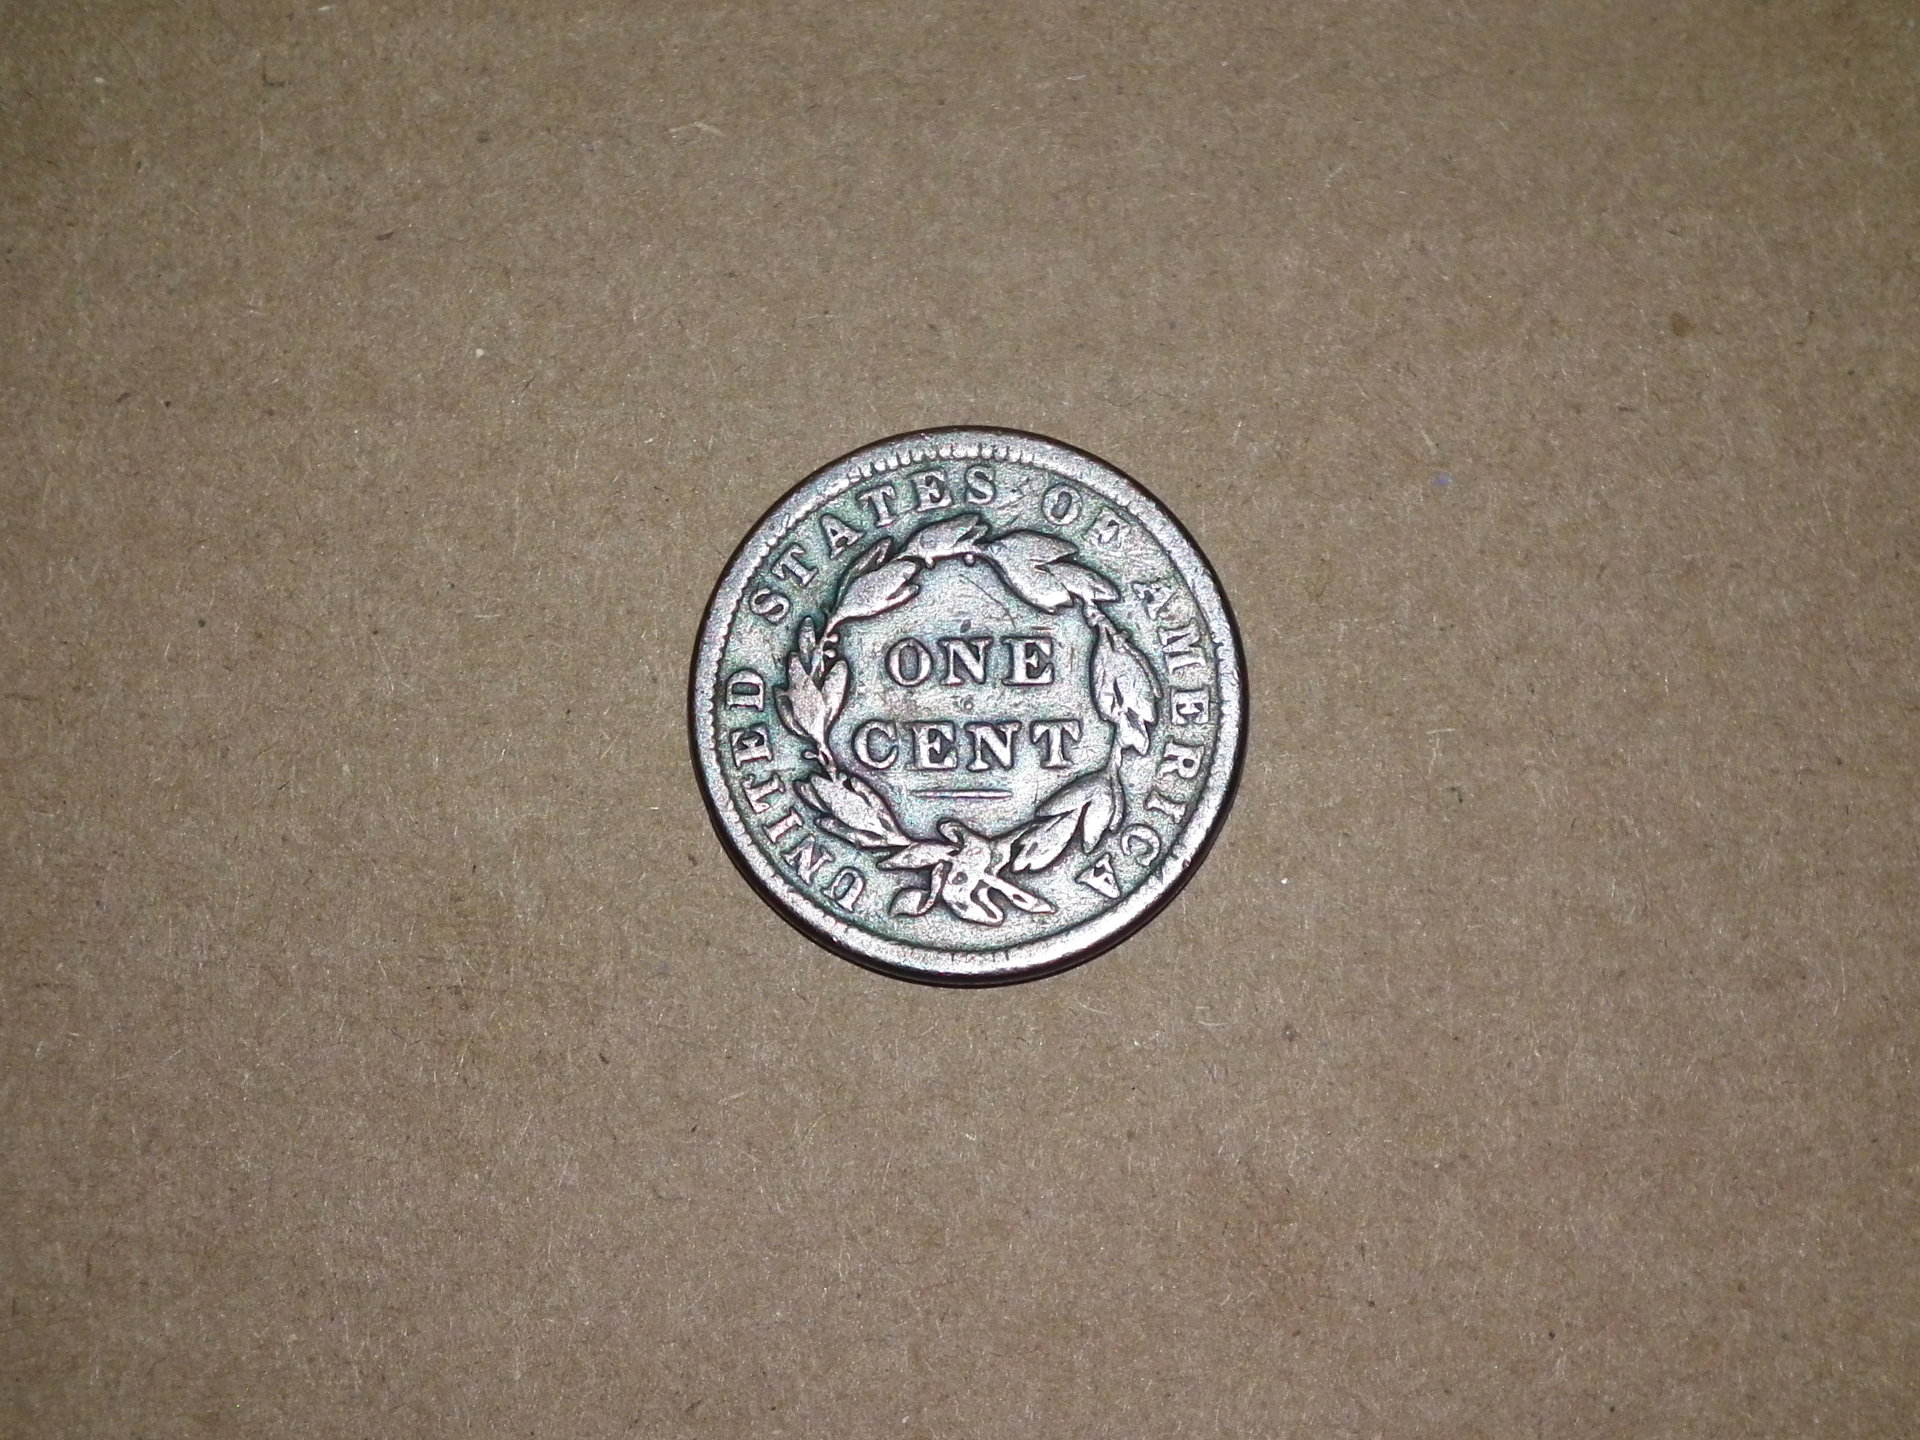 UNITED STATES OF AMERICA
ONE
CENT